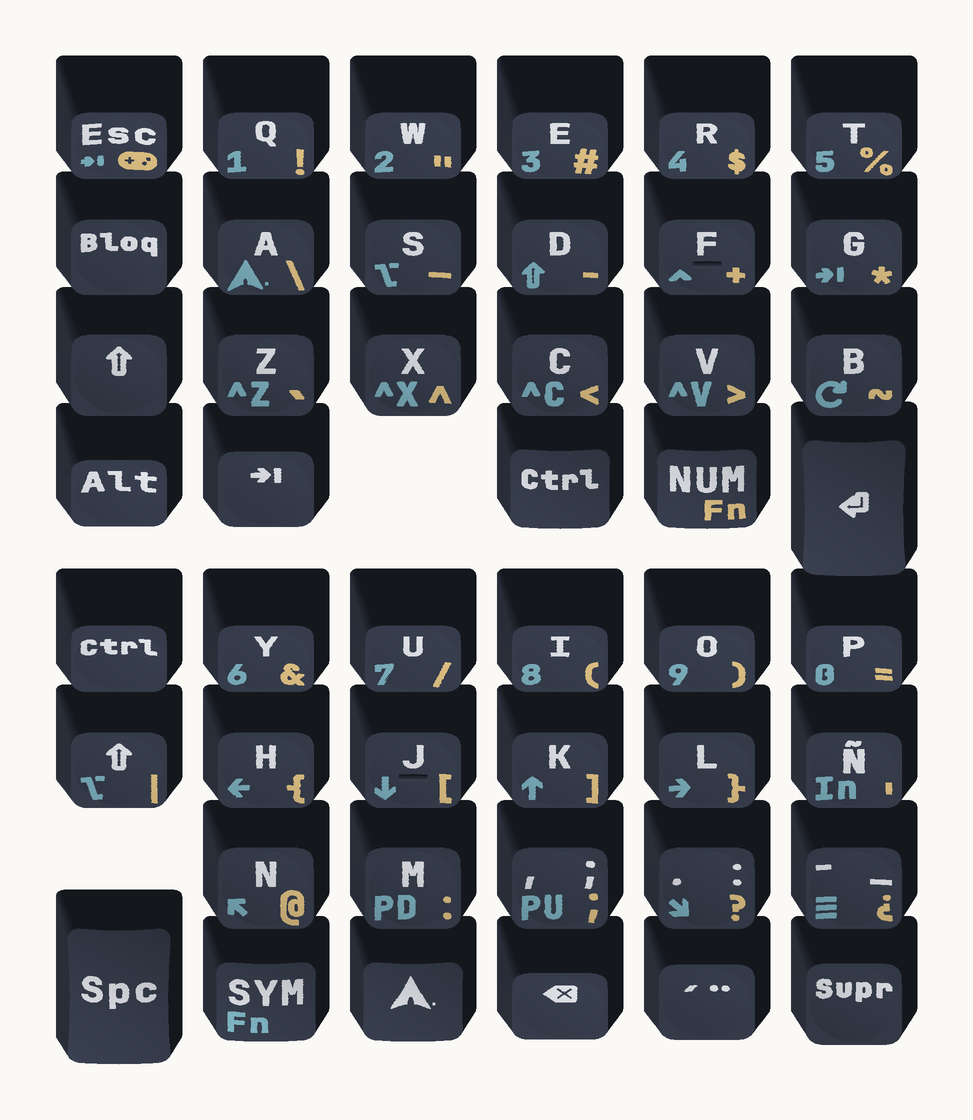 Esc Q W E R T
1 ! 2 " 3 # 4 $ 5 %
Bloq A S D F G
\ – - + *
Z X C V B
^Z ` ^X ^ ^C < ^V > ~
Alt Ctrl NUM
Fn
Ctrl Y U I O P
6 & 7 / 8 ( 9 ) 0 =
H J K L Ñ
| { [ ] } In '
N M , ; . : - _
@ PD : PU ; ? ¿
Spc SYM ´ ¨ Supr
Fn